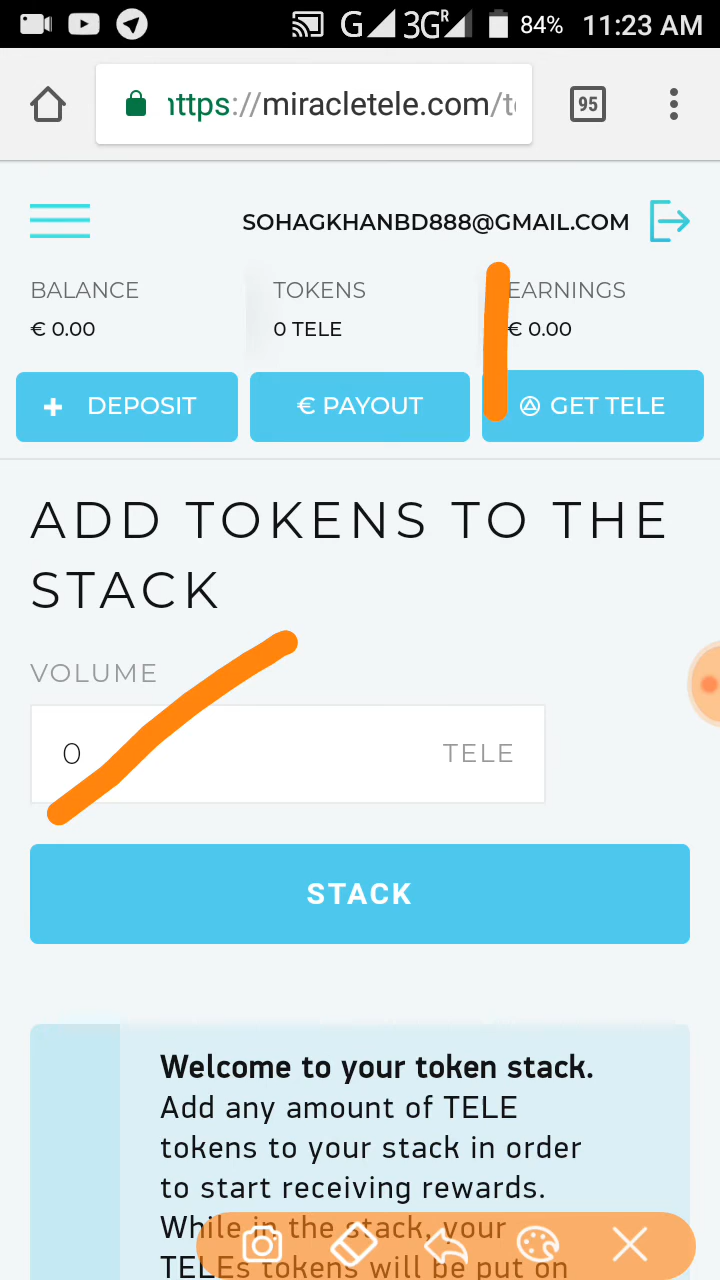 G 3G R 84% 11:23 AM
https://miracletele.com/t
95
SOHAGKHANBD888@GMAIL.COM
BALANCE TOKENS EARNINGS
€ 0.00 0 TELE € 0.00
+ DEPOSIT € PAYOUT GET TELE
ADD TOKENS TO THE
STACK
VOLUME
0 TELE
STACK
Welcome to your token stack.
Add any amount of TELE
tokens to your stack in order
to start receiving rewards.
While in the stack, your
TELEs tokens will be put on